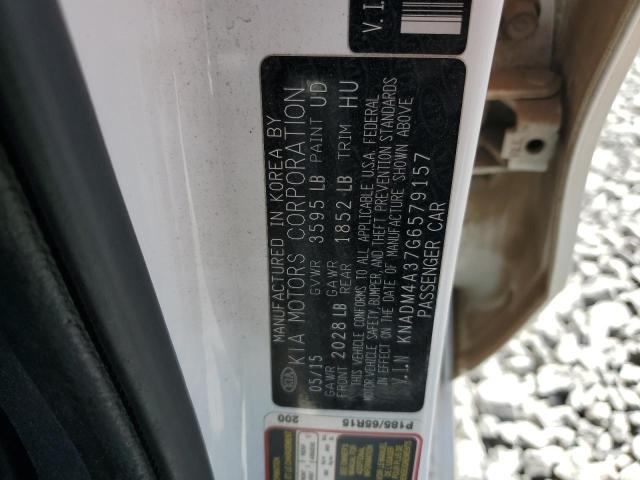 V.I
MANUFACTURED IN KOREA BY
KIA MOTORS CORPORATION
05/15 GVWR 3595 LB PAINT UD
GAWR FRONT 2028 LB GAWR REAR 1852 LB TRIM HU
THIS VEHICLE CONFORMS TO ALL APPLICABLE U.S.A. FEDERAL
MOTOR VEHICLE SAFETY, BUMPER, AND THEFT PREVENTION STANDARDS
IN EFFECT ON THE DATE OF MANUFACTURE SHOWN ABOVE
V.I.N KNADM4A37G6579157
PASSENGER CAR
KIA
P185/65R15
200